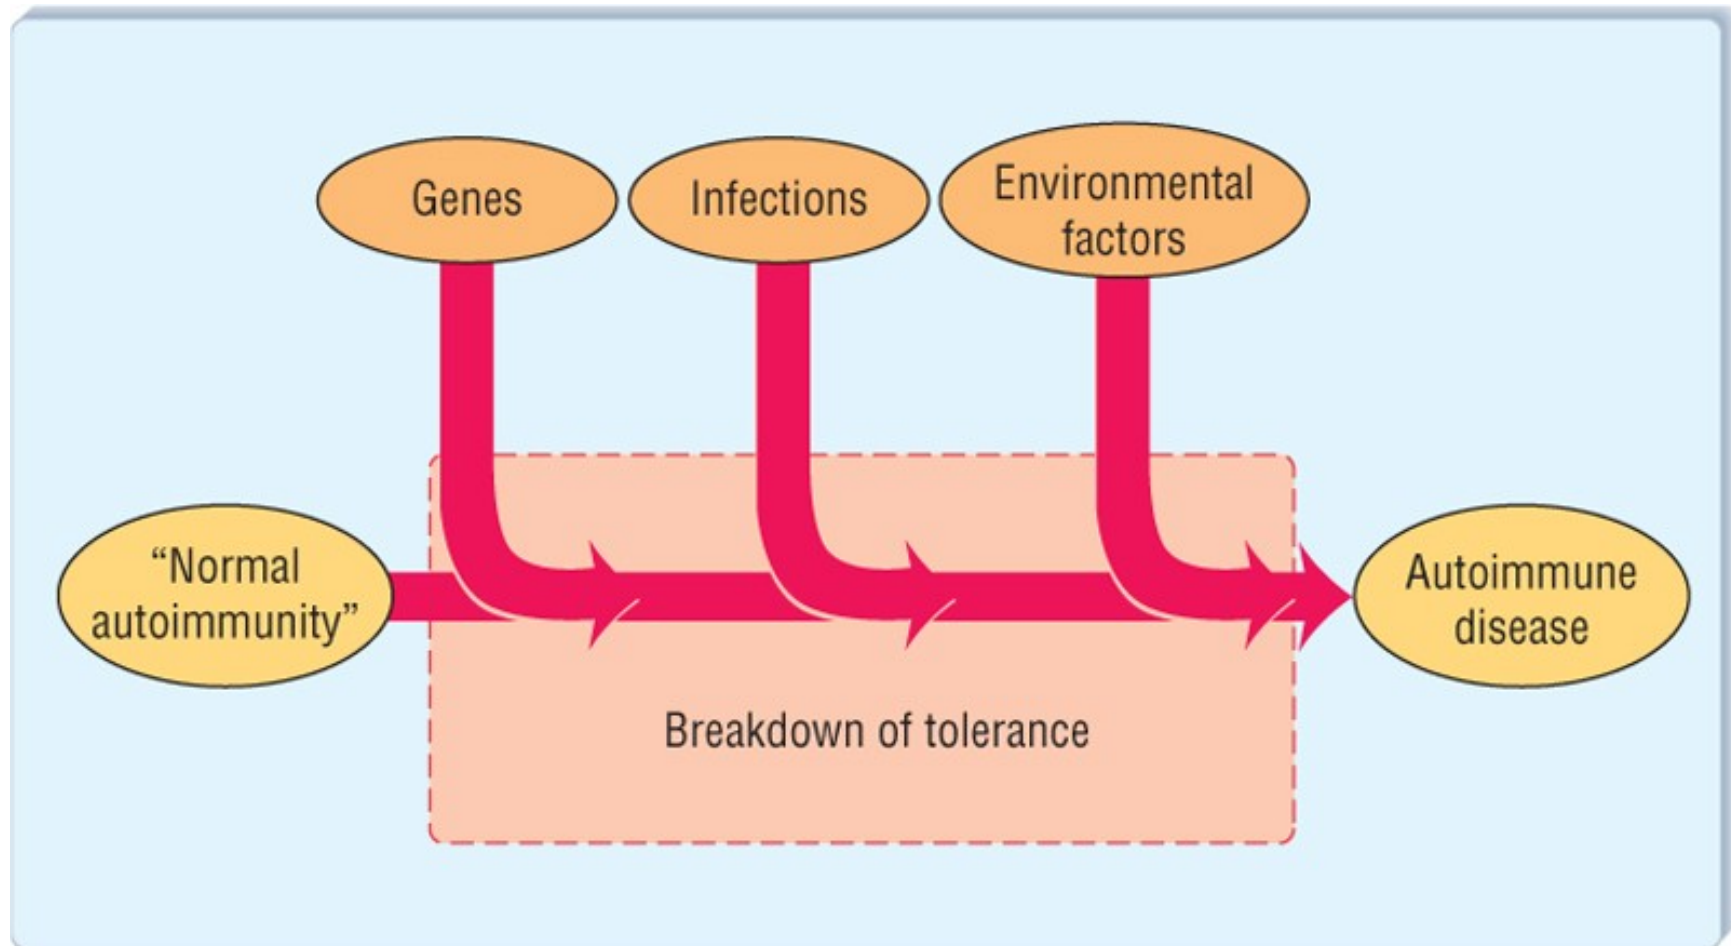 Genes
Infections
Environmental
factors
“Normal
autoimmunity”
Autoimmune
disease
Breakdown of tolerance